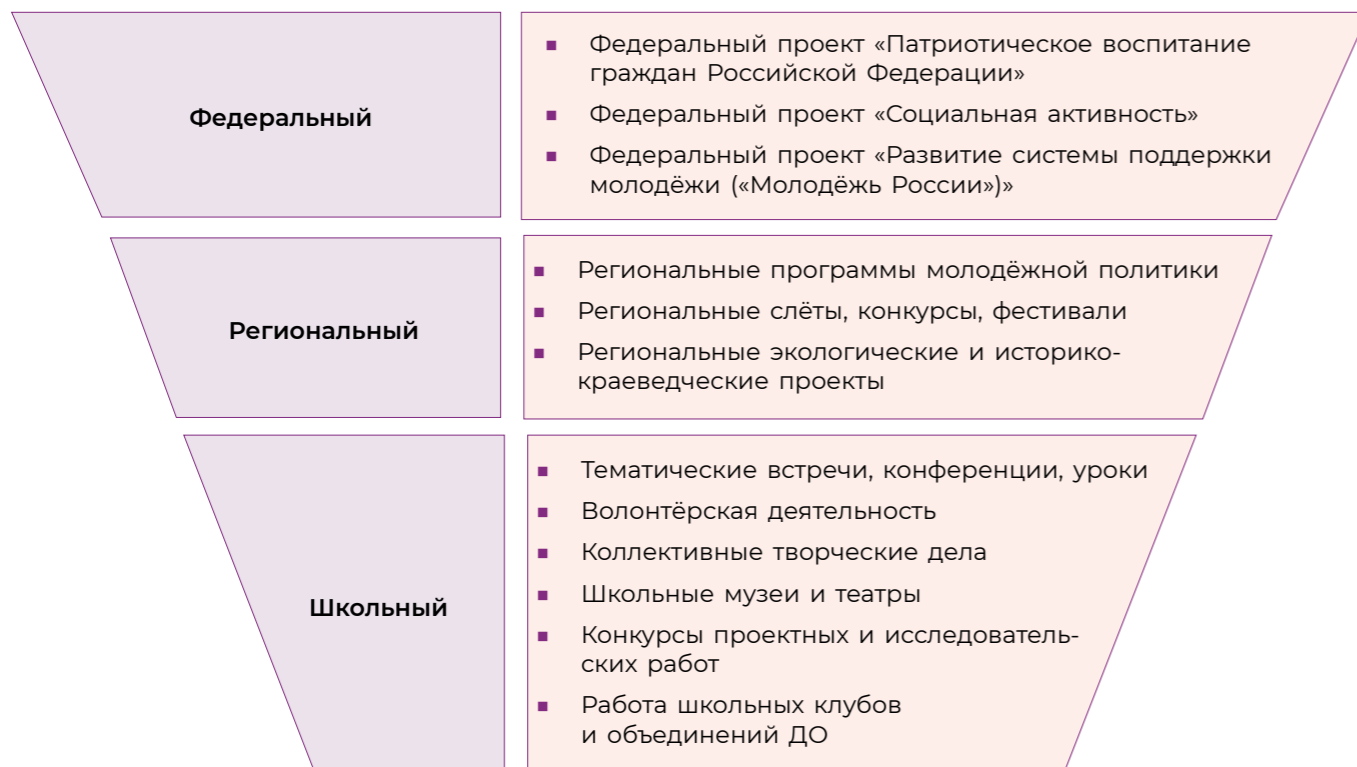 Федеральный
▪ Федеральный проект «Патриотическое воспитание
граждан Российской Федерации»
▪ Федеральный проект «Социальная активность»
▪ Федеральный проект «Развитие системы поддержки
молодёжи («Молодёжь России»)»
Региональный
▪ Региональные программы молодёжной политики
▪ Региональные слёты, конкурсы, фестивали
▪ Региональные экологические и историко-
краеведческие проекты
Школьный
▪ Тематические встречи, конференции, уроки
▪ Волонтёрская деятельность
▪ Коллективные творческие дела
▪ Школьные музеи и театры
▪ Конкурсы проектных и исследователь-
ских работ
▪ Работа школьных клубов
и объединений ДО